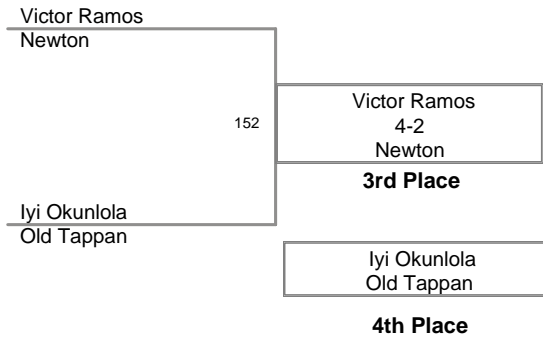 Victor Ramos
Newton
152
Victor Ramos
4-2
Newton
3rd Place
Iyi Okunlola
Old Tappan
Iyi Okunlola
Old Tappan
4th Place